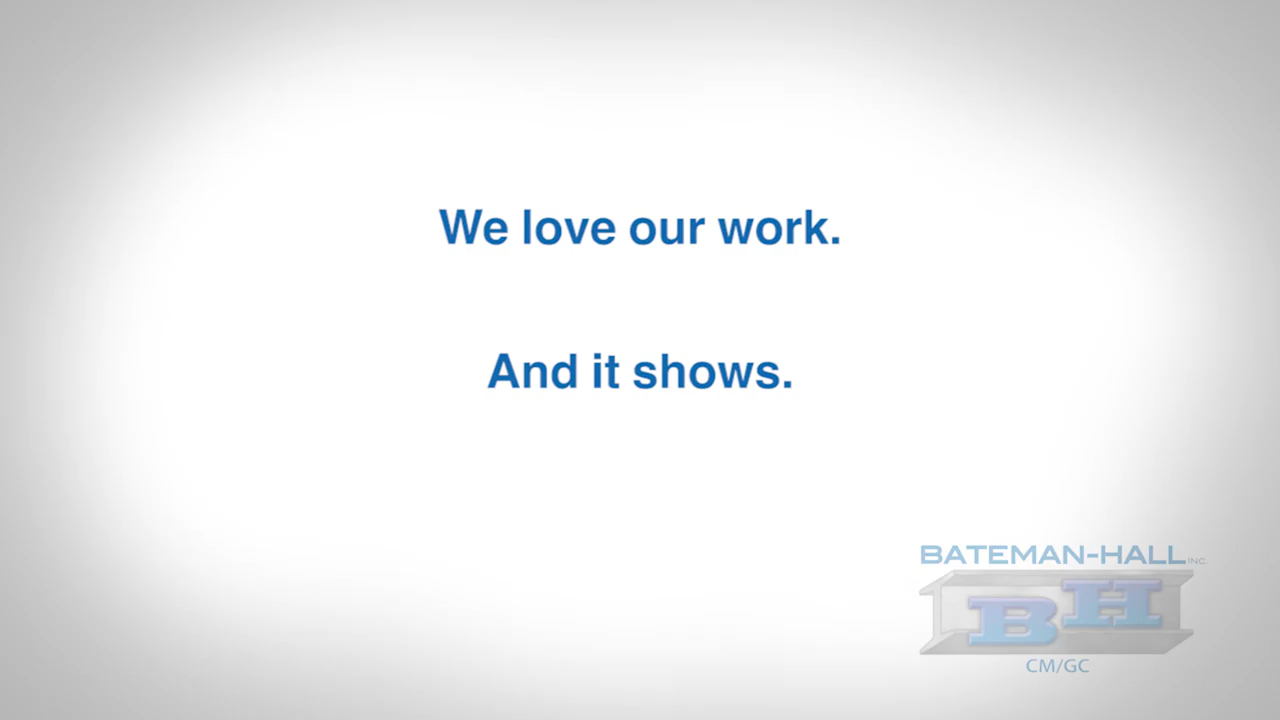 We love our work.
And it shows.
BATEMAN-HALL INC.
BH
CM/GC